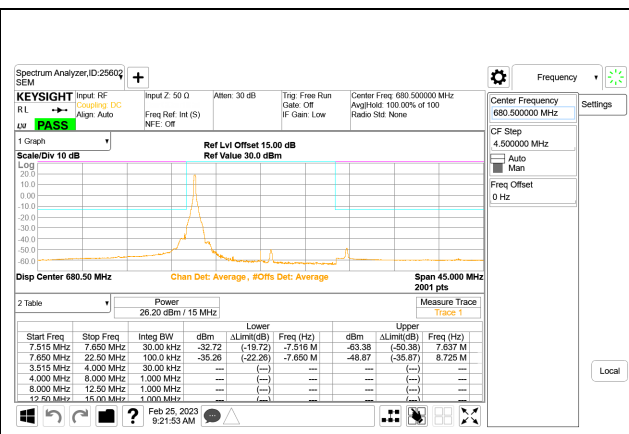 Spectrum Analyzer,ID:25602
SEM
Frequency
KEYSIGHT
Input: RF
Coupling: DC
Align: Auto
Input Z: 50 Ω
Freq Ref: Int (S)
NFE: Off
Atten: 30 dB
Trig: Free Run
Gate: Off
IF Gain: Low
Center Freq: 680.500000 MHz
Avg|Hold: 100.00% of 100
Radio Std: None
RL
PASS
Center Frequency
680.500000 MHz
Settings
CF Step
4.500000 MHz
Auto
Man
Freq Offset
0 Hz
1 Graph
Ref Lvl Offset 15.00 dB
Scale/Div 10 dB
Ref Value 30.0 dBm
Log
20.0
10.0
0.0
-10.0
-20.0
-30.0
-40.0
-50.0
-60.0
Disp Center 680.50 MHz
Chan Det: Average , #Offs Det: Average
Span 45.000 MHz
2001 pts
2 Table
Power
26.20 dBm / 15 MHz
Measure Trace
Trace 1
Lower Upper
Start Freq Stop Freq Integ BW dBm ΔLimit(dB) Freq (Hz) dBm ΔLimit(dB) Freq (Hz)
7.515 MHz 7.650 MHz 30.00 kHz -32.72 (-19.72) -7.516 M -63.38 (-50.38) 7.637 M
7.650 MHz 22.50 MHz 100.0 kHz -35.26 (-22.26) -7.650 M -48.87 (-35.87) 8.725 M
3.515 MHz 4.000 MHz 30.00 kHz --- (---) --- --- (---) ---
4.000 MHz 8.000 MHz 1.000 MHz --- (---) --- --- (---) ---
8.000 MHz 12.50 MHz 1.000 MHz --- (---) --- --- (---) ---
12.50 MHz 15.00 MHz 1.000 MHz --- (---) --- --- (---) ---
Local
Feb 25, 2023
9:21:53 AM